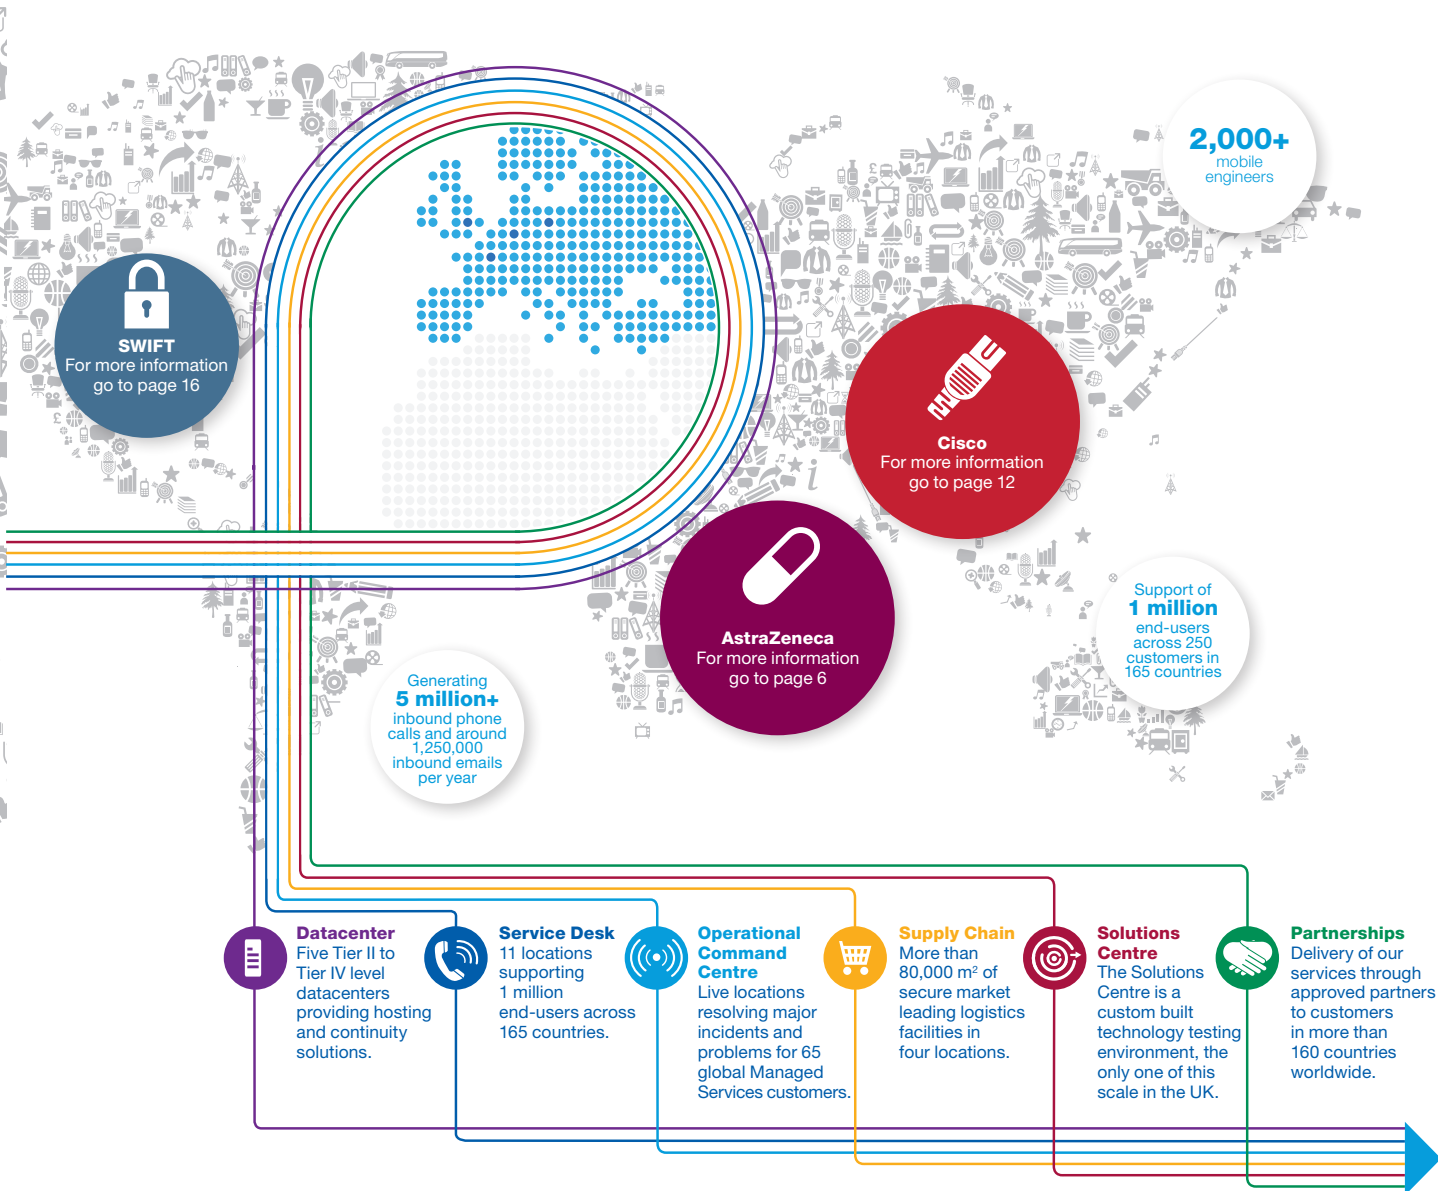 2,000+
mobile
engineers
SWIFT
For more information
go to page 16
Cisco
For more information
go to page 12
AstraZeneca
For more information
go to page 6
Support of
1 million
end-users
across 250
customers in
165 countries
Generating
5 million+
inbound phone
calls and around
1,250,000
inbound emails
per year
Datacenter
Five Tier II to
Tier IV level
datacenters
providing hosting
and continuity
solutions.
Service Desk
11 locations
supporting
1 million
end-users across
165 countries.
Operational
Command
Centre
Live locations
resolving major
incidents and
problems for 65
global Managed
Services customers.
Supply Chain
More than
80,000 m² of
secure market
leading logistics
facilities in
four locations.
Solutions
Centre
The Solutions
Centre is a
custom built
technology testing
environment, the
only one of this
scale in the UK.
Partnerships
Delivery of our
services through
approved partners
to customers
in more than
160 countries
worldwide.